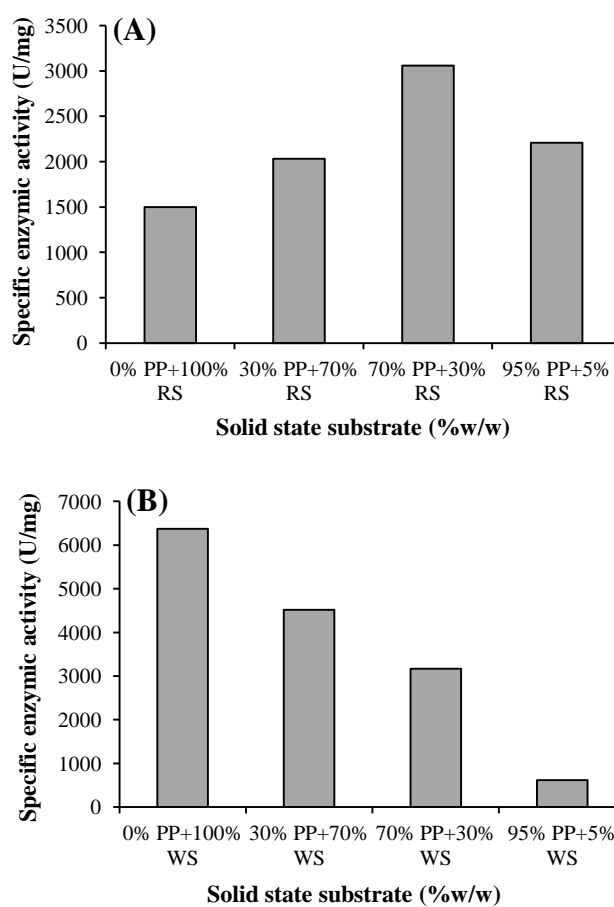 (A)
Specific enzymic activity (U/mg)
3500
3000
2500
2000
1500
1000
500
0
0% PP+100% 30% PP+70% 70% PP+30% 95% PP+5%
RS RS RS RS
Solid state substrate (%w/w)
(B)
Specific enzymic activity (U/mg)
7000
6000
5000
4000
3000
2000
1000
0
0% PP+100% 30% PP+70% 70% PP+30% 95% PP+5%
WS WS WS WS
Solid state substrate (%w/w)